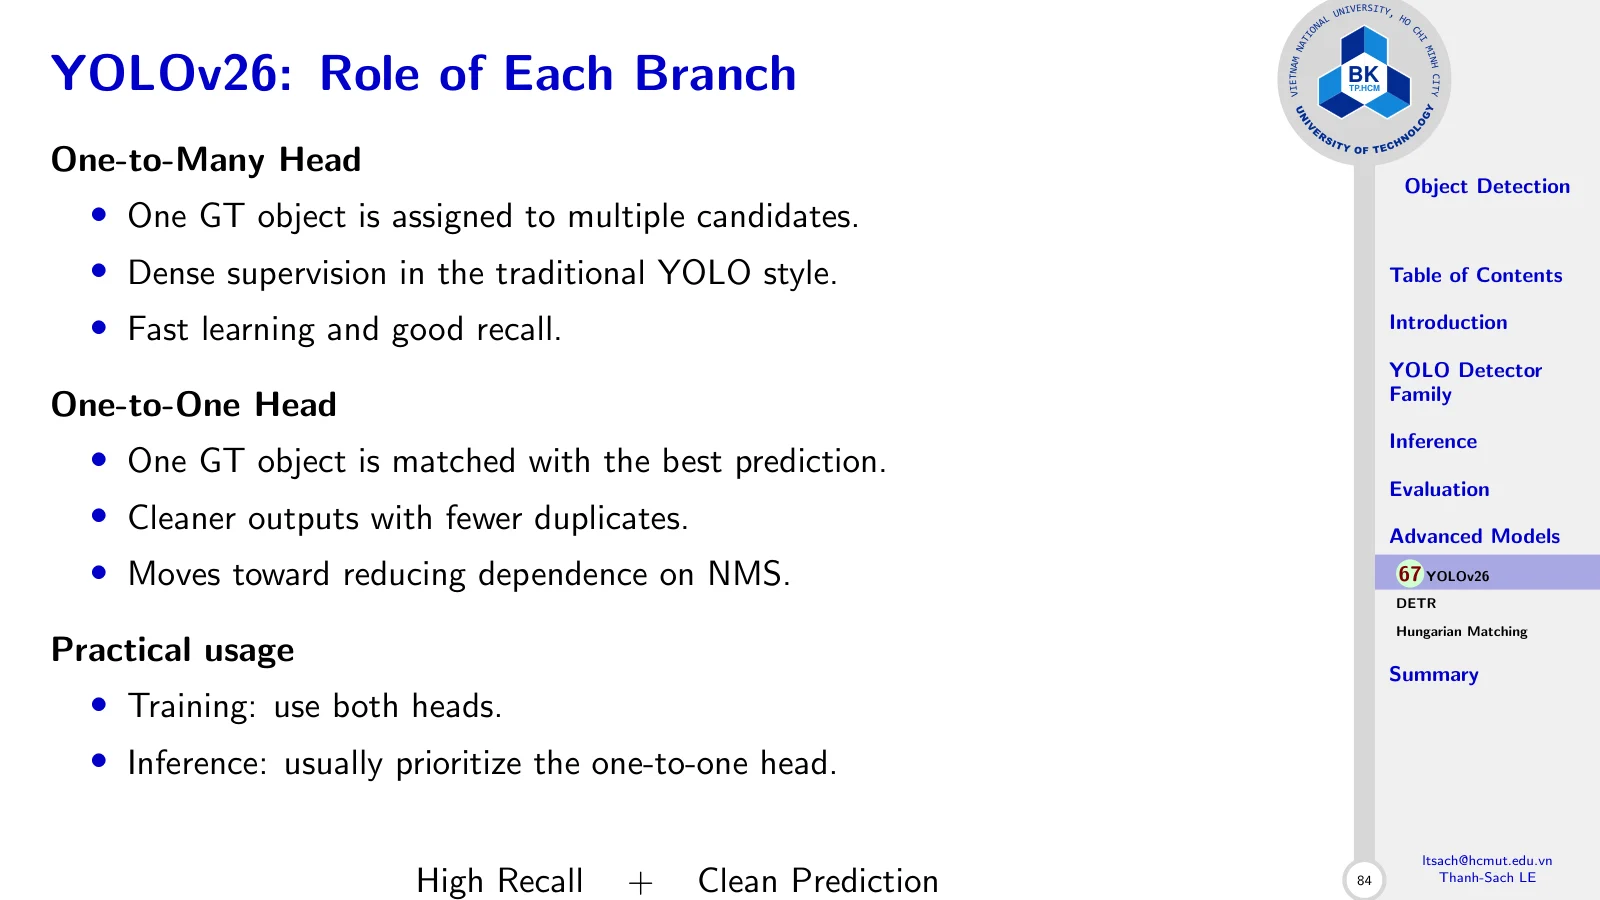 YOLOv26: Role of Each Branch
One-to-Many Head
• One GT object is assigned to multiple candidates.
• Dense supervision in the traditional YOLO style.
• Fast learning and good recall.
One-to-One Head
• One GT object is matched with the best prediction.
• Cleaner outputs with fewer duplicates.
• Moves toward reducing dependence on NMS.
Practical usage
• Training: use both heads.
• Inference: usually prioritize the one-to-one head.
High Recall + Clean Prediction
VIETNAM NATIONAL UNIVERSITY, HO CHI MINH CITY
BK
TP.HCM
UNIVERSITY OF TECHNOLOGY
Object Detection
Table of Contents
Introduction
YOLO Detector
Family
Inference
Evaluation
Advanced Models
67 YOLOv26
DETR
Hungarian Matching
Summary
ltsach@hcmut.edu.vn
Thanh-Sach LE
84